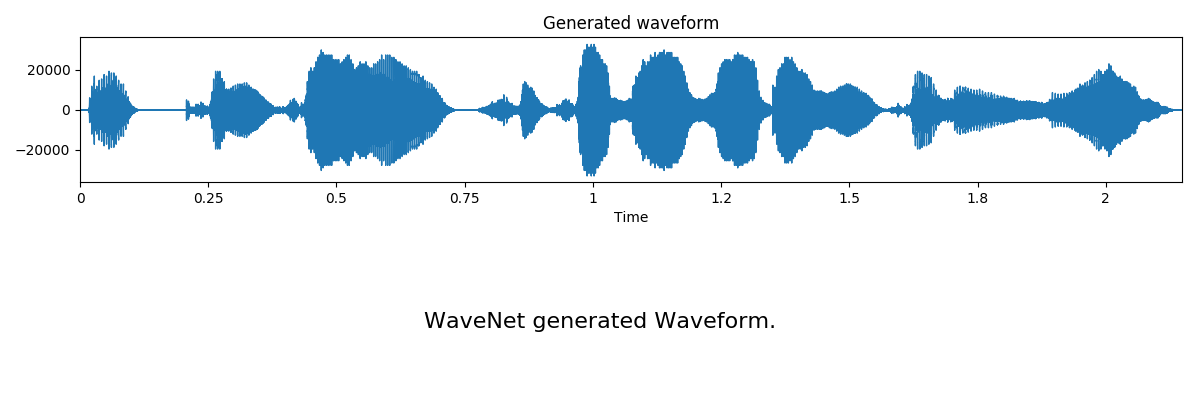 Generated waveform
20000
0
−20000
0 0.25 0.5 0.75 1 1.2 1.5 1.8 2
Time
WaveNet generated Waveform.